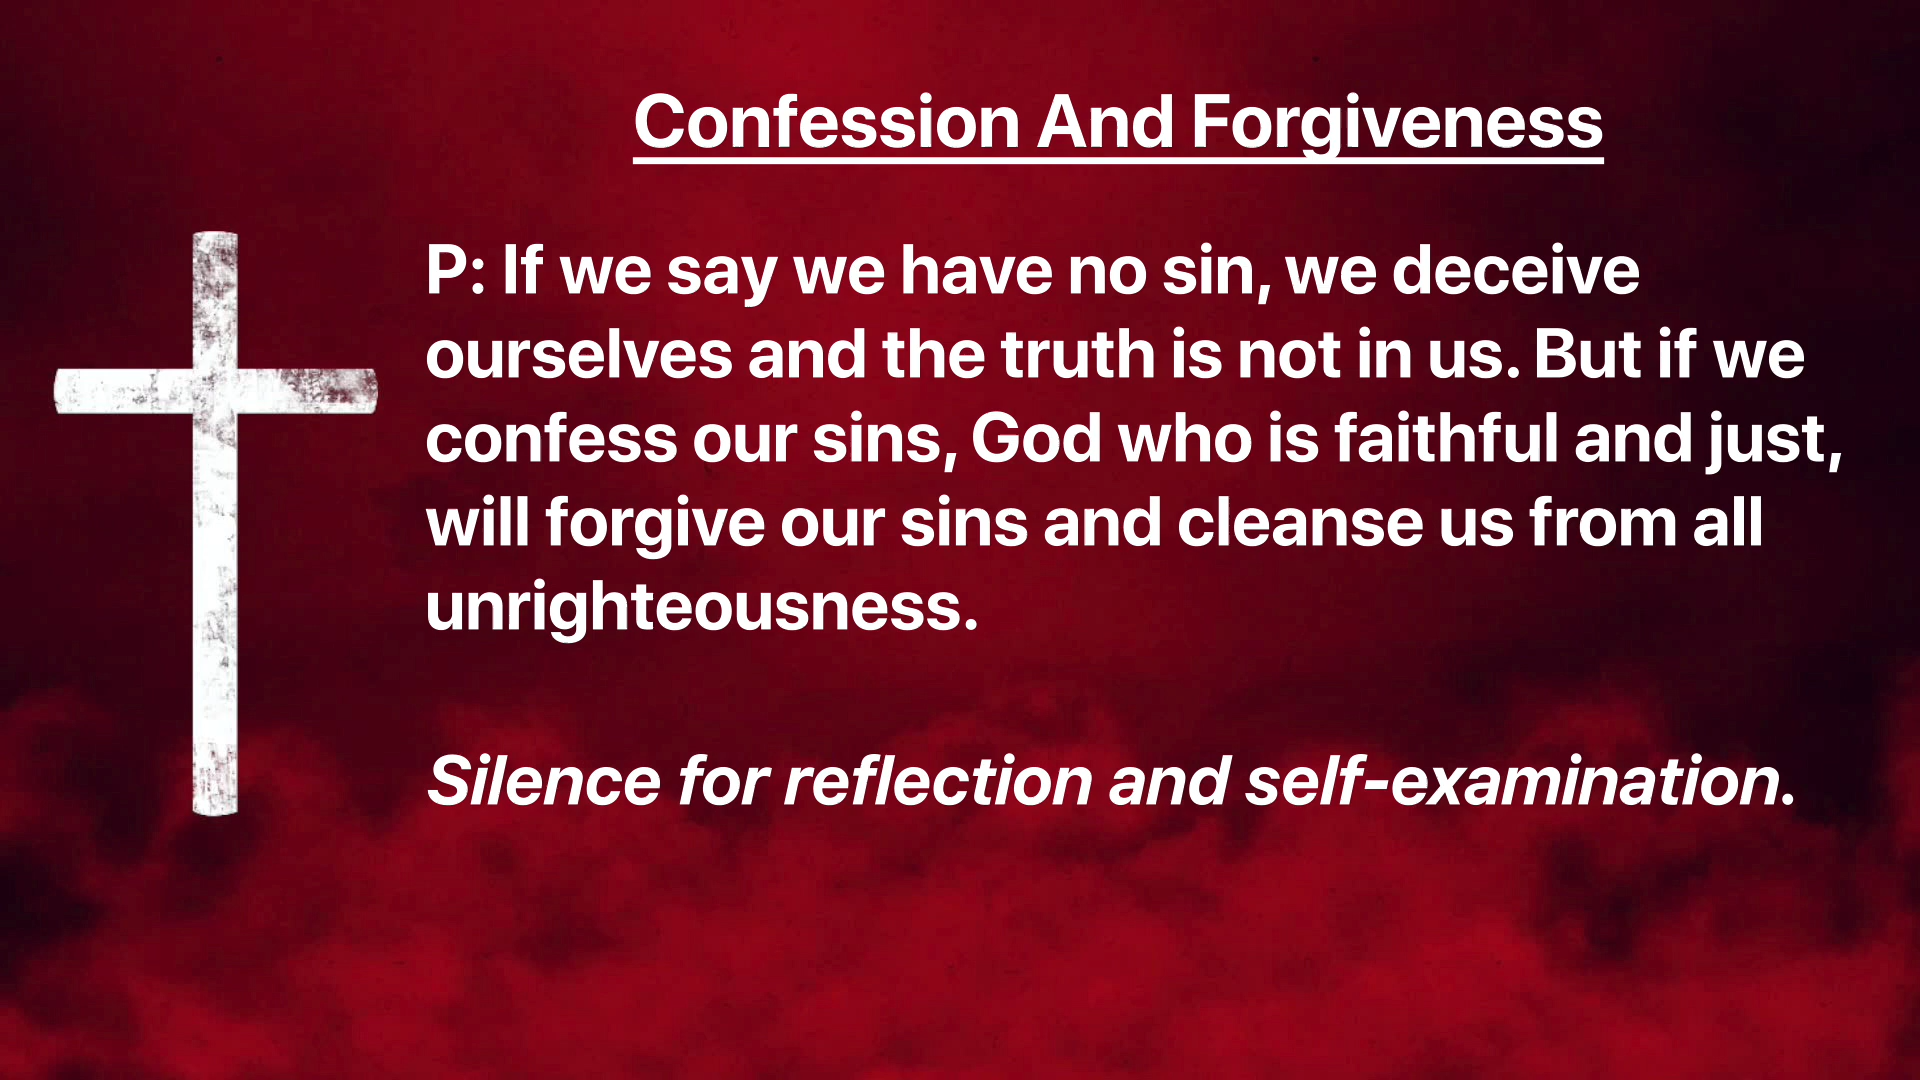 Confession And Forgiveness
P: If we say we have no sin, we deceive
ourselves and the truth is not in us. But if we
confess our sins, God who is faithful and just,
will forgive our sins and cleanse us from all
unrighteousness.
Silence for reflection and self-examination.